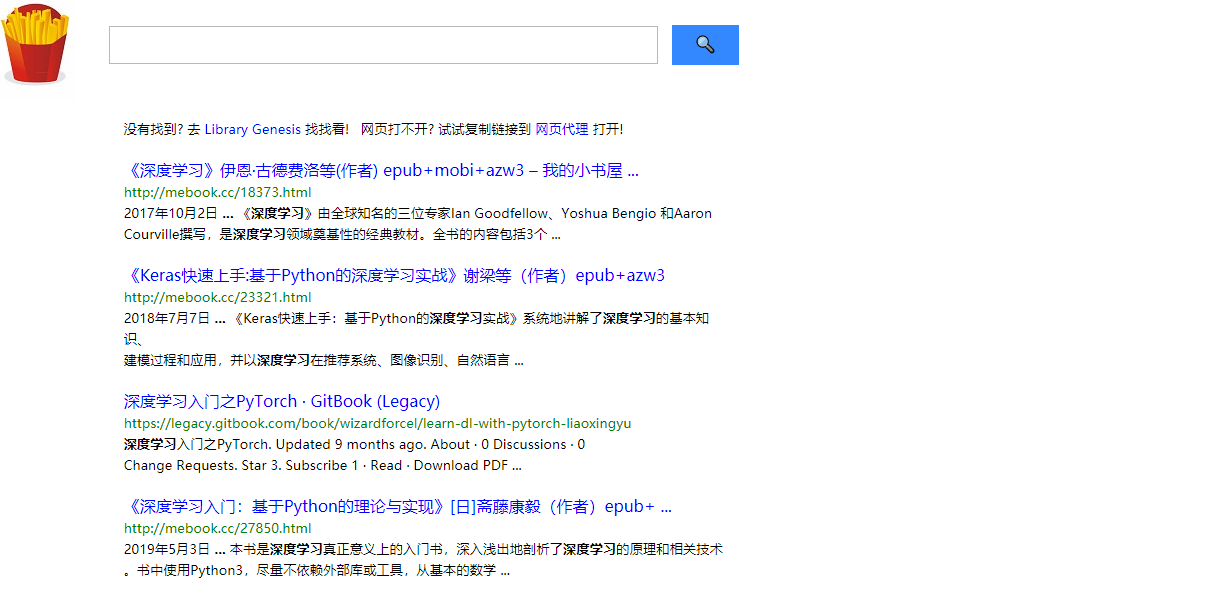 没有找到? 去 Library Genesis 找找看! 网页打不开? 试试复制链接到 网页代理 打开!
《深度学习》伊恩·古德费洛等(作者) epub+mobi+azw3 – 我的小书屋 ...
http://mebook.cc/18373.html
2017年10月2日 ... 《深度学习》由全球知名的三位专家Ian Goodfellow、Yoshua Bengio 和Aaron
Courville撰写，是深度学习领域奠基性的经典教材。全书的内容包括3个 ...
《Keras快速上手:基于Python的深度学习实战》谢梁等（作者）epub+azw3
http://mebook.cc/23321.html
2018年7月7日 ... 《Keras快速上手：基于Python的深度学习实战》系统地讲解了深度学习的基本知
识、
建模过程和应用，并以深度学习在推荐系统、图像识别、自然语言 ...
深度学习入门之PyTorch · GitBook (Legacy)
https://legacy.gitbook.com/book/wizardforcel/learn-dl-with-pytorch-liaoxingyu
深度学习入门之PyTorch. Updated 9 months ago. About · 0 Discussions · 0
Change Requests. Star 3. Subscribe 1 · Read · Download PDF ...
《深度学习入门：基于Python的理论与实现》[日]斋藤康毅（作者）epub+ ...
http://mebook.cc/27850.html
2019年5月3日 ... 本书是深度学习真正意义上的入门书，深入浅出地剖析了深度学习的原理和相关技术
。书中使用Python3，尽量不依赖外部库或工具，从基本的数学 ...